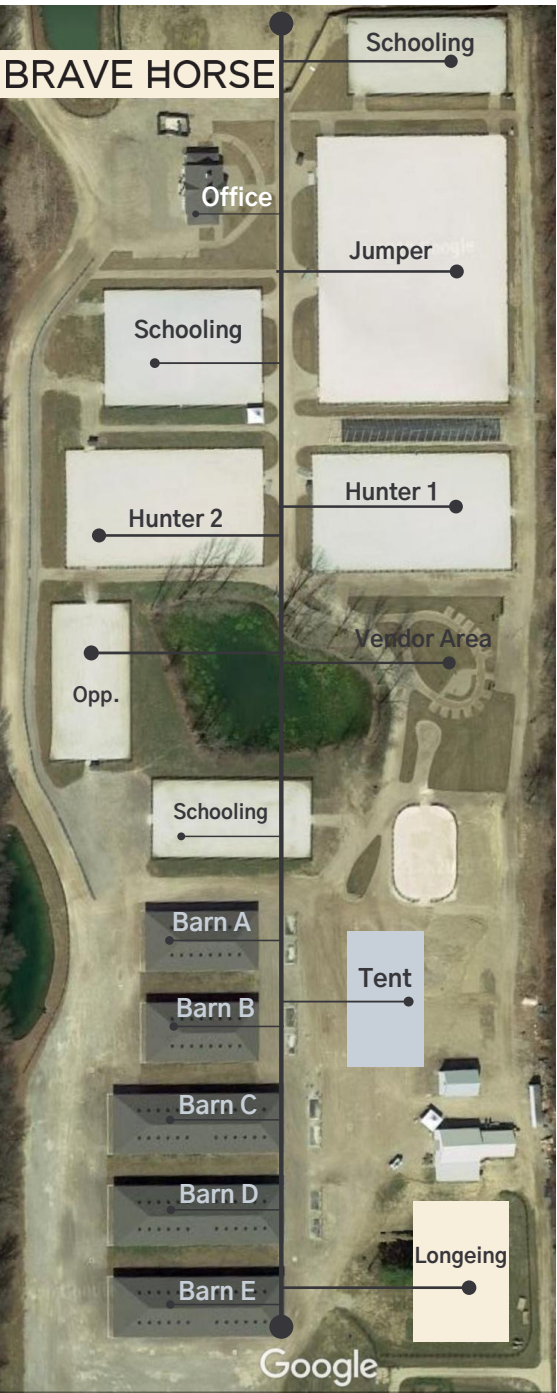 Schooling
BRAVE HORSE
Office
Jumper
Schooling
Hunter 1
Hunter 2
Vendor Area
Opp.
Schooling
Barn A
Tent
Barn B
Barn C
Barn D
Longeing
Barn E
Google